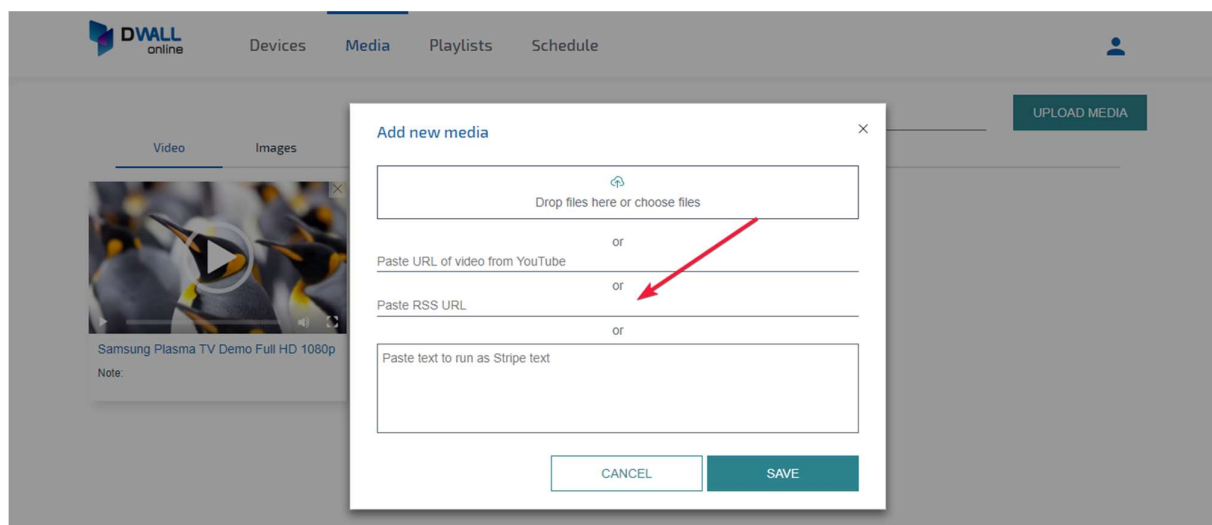 DWALL
online
Devices
Media
Playlists
Schedule
UPLOAD MEDIA
Video
Images
Add new media
Drop files here or choose files
or
Paste URL of video from YouTube
or
Paste RSS URL
or
Paste text to run as Stripe text
CANCEL
SAVE
Samsung Plasma TV Demo Full HD 1080p
Note: